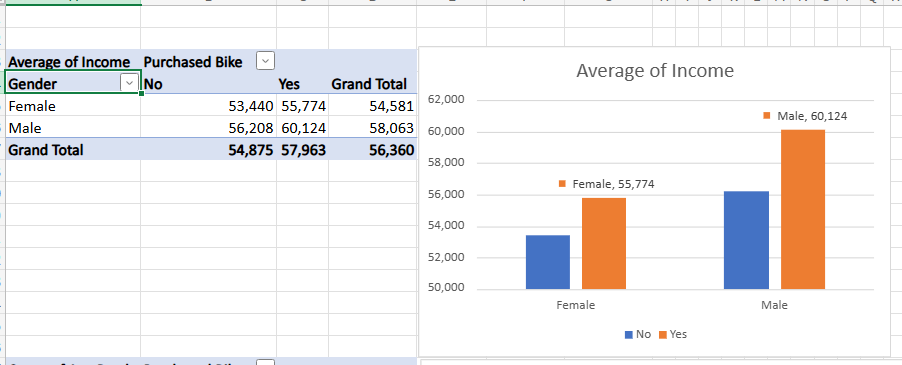 Average of Income Purchased Bike
Gender No Yes Grand Total
Female 53,440 55,774 54,581
Male 56,208 60,124 58,063
Grand Total 54,875 57,963 56,360
Average of Income
62,000
60,000
58,000
56,000
54,000
52,000
50,000
Male, 60,124
Female, 55,774
Female Male
No Yes